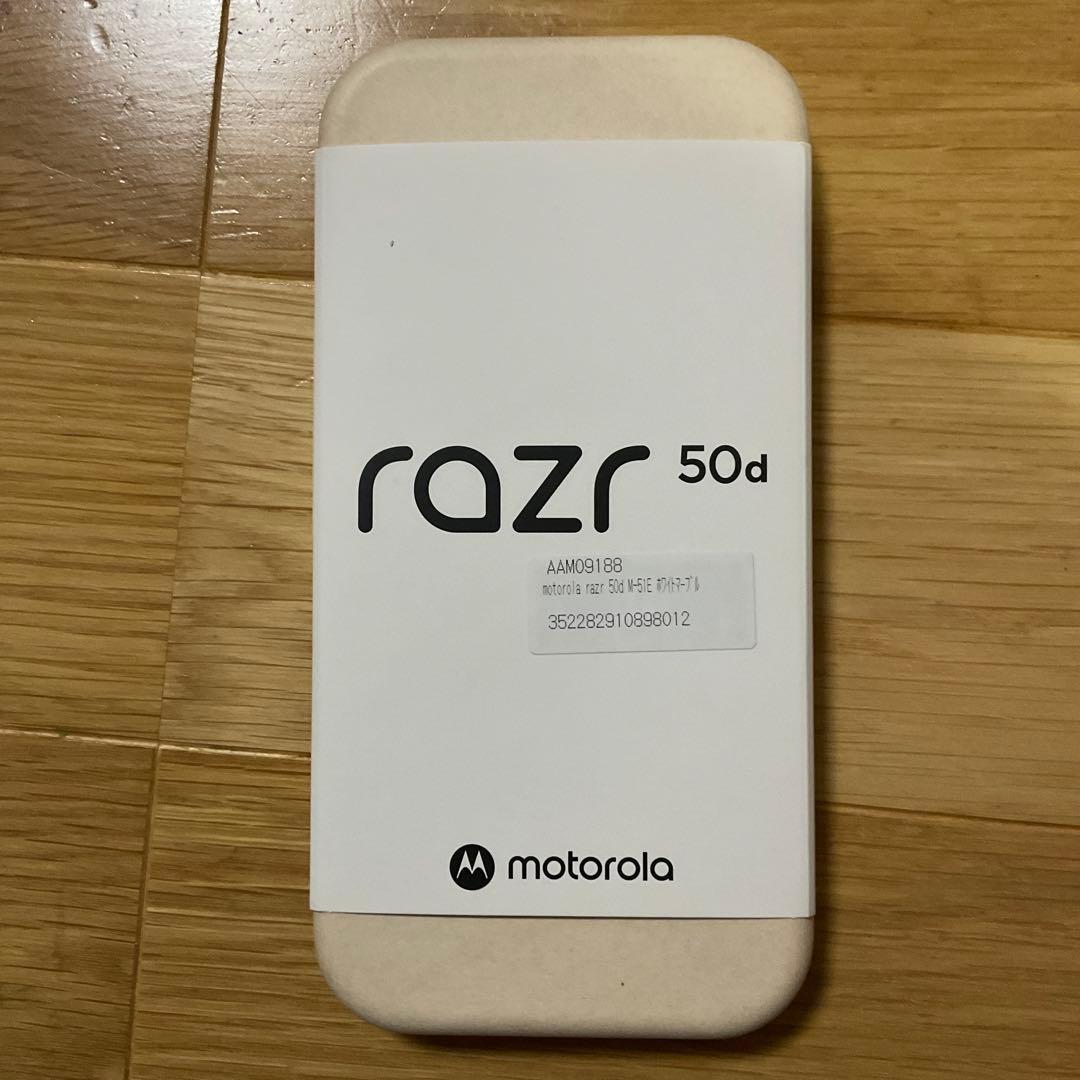 razr 50d
AAM09188
motorola razr 50d M-51E ﾎﾜｲﾄﾏｰﾌﾞﾙ
352282910898012
motorola